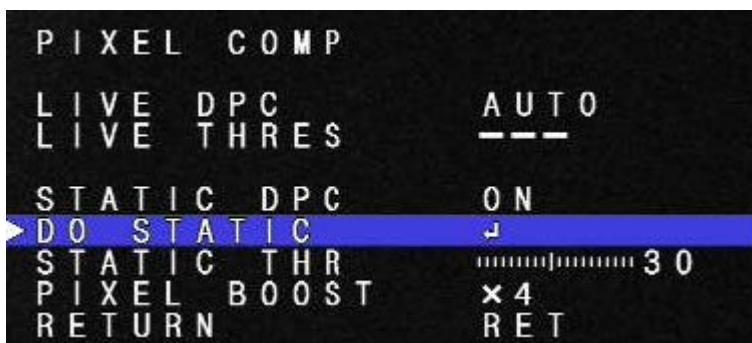 PIXEL COMP
LIVE DPC AUTO
LIVE THRES ---
STATIC DPC ON
DO STATIC ↵
STATIC THR 30
PIXEL BOOST ×4
RETURN RET